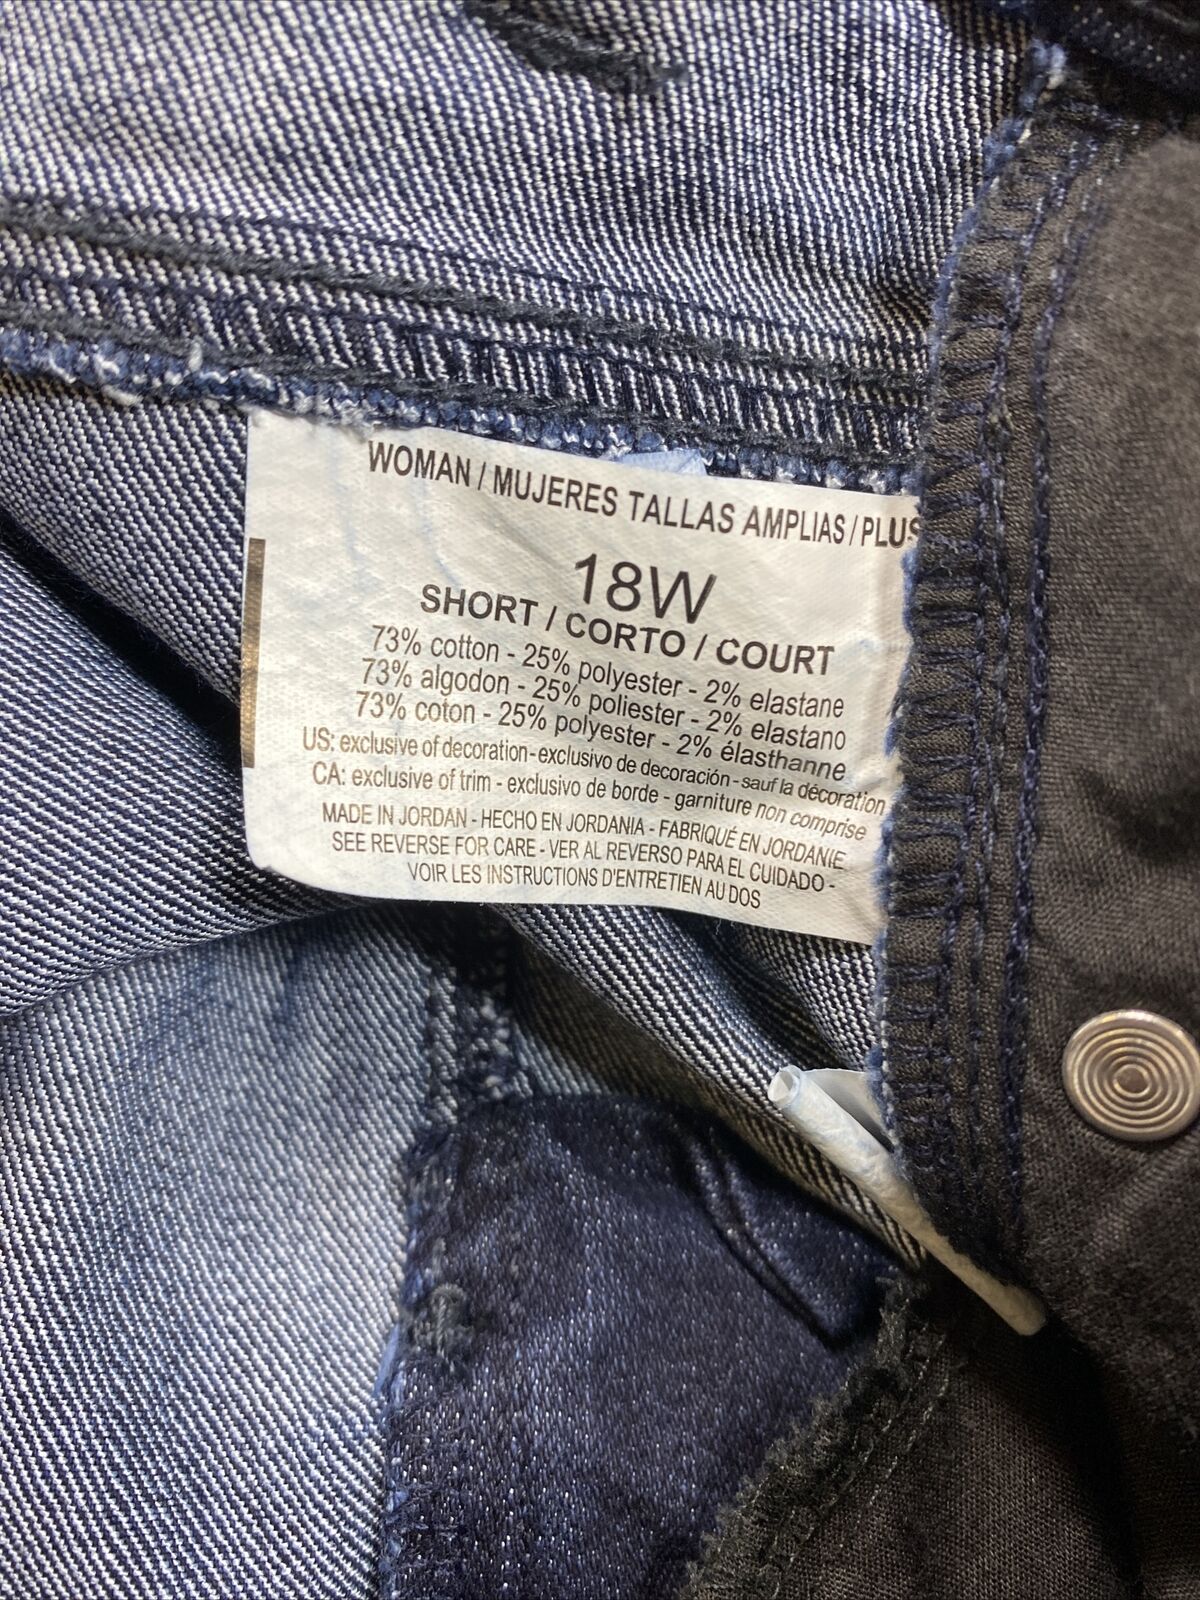 WOMAN / MUJERES TALLAS AMPLIAS / PLUS
18W
SHORT / CORTO / COURT
73% cotton - 25% polyester - 2% elastane
73% algodon - 25% poliester - 2% elastano
73% coton - 25% polyester - 2% élasthanne
US: exclusive of decoration-exclusivo de decoración-sauf la décoration
CA: exclusive of trim - exclusivo de borde - garniture non comprise
MADE IN JORDAN - HECHO EN JORDANIA - FABRIQUÉ EN JORDANIE
SEE REVERSE FOR CARE - VER AL REVERSO PARA EL CUIDADO -
VOIR LES INSTRUCTIONS D'ENTRETIEN AU DOS